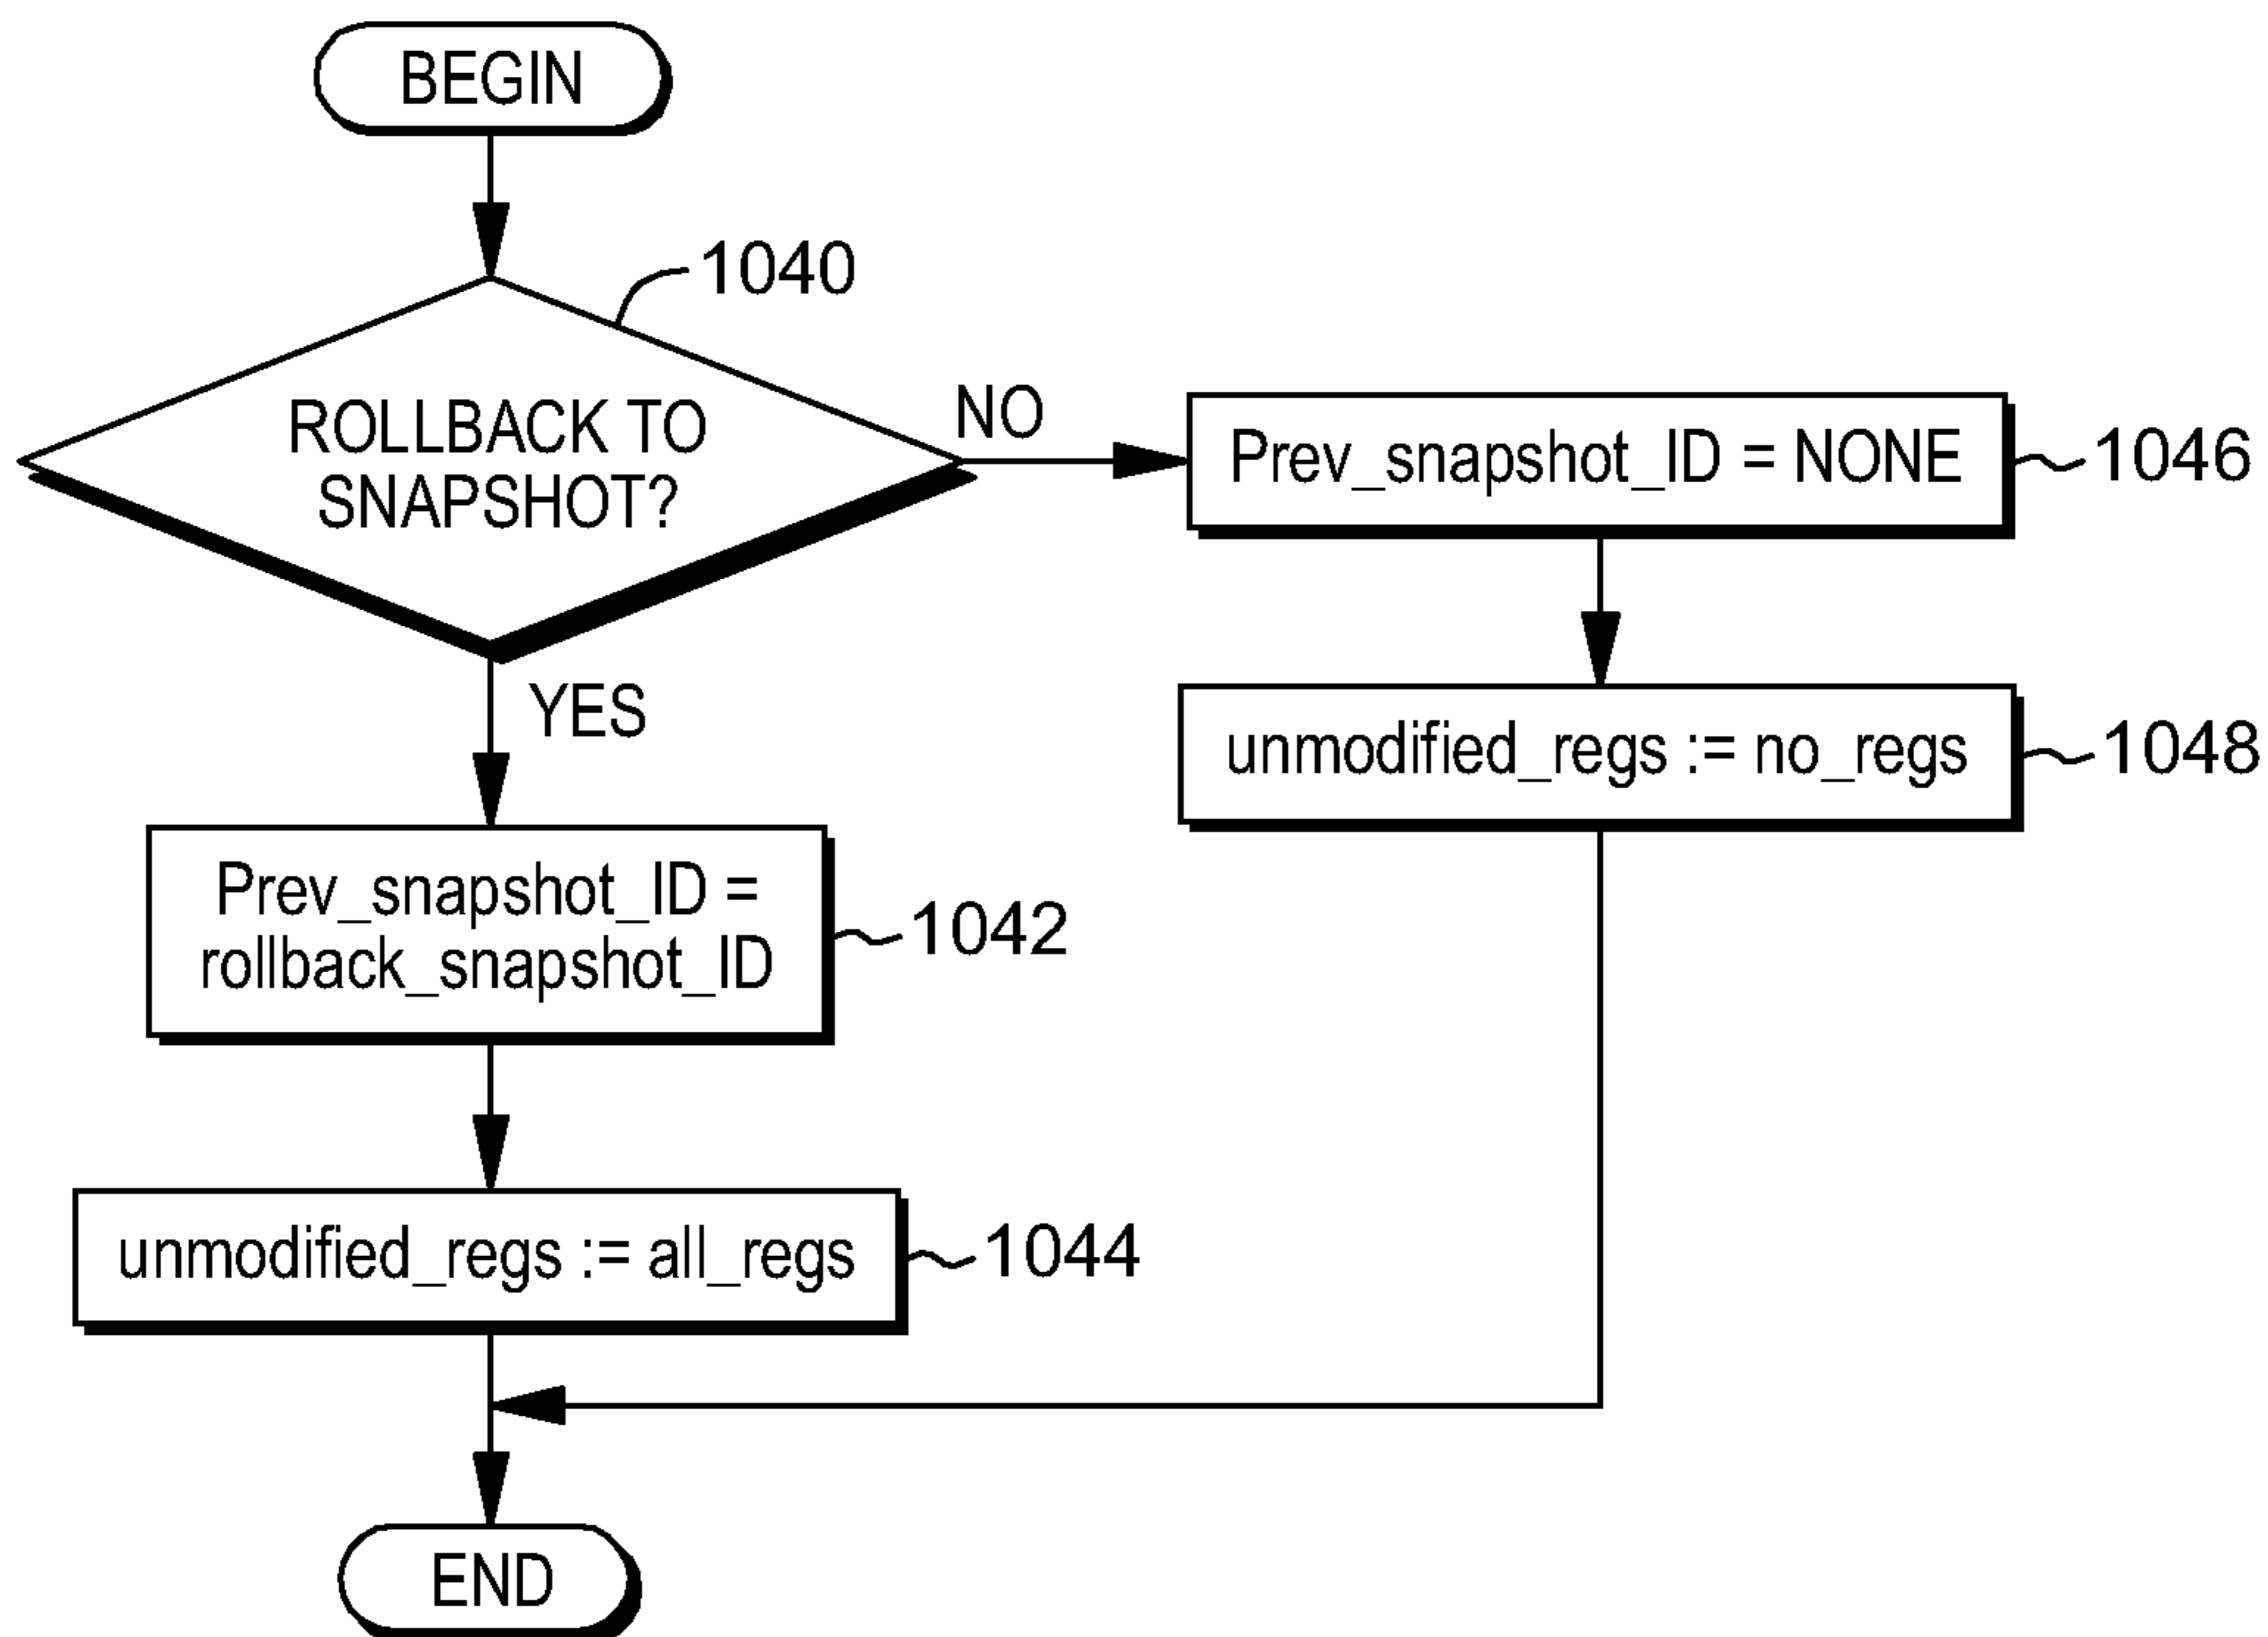 BEGIN
1040
ROLLBACK TO
SNAPSHOT?
NO
Prev_snapshot_ID = NONE
1046
YES
unmodified_regs := no_regs
1048
Prev_snapshot_ID =
rollback_snapshot_ID
1042
unmodified_regs := all_regs
1044
END